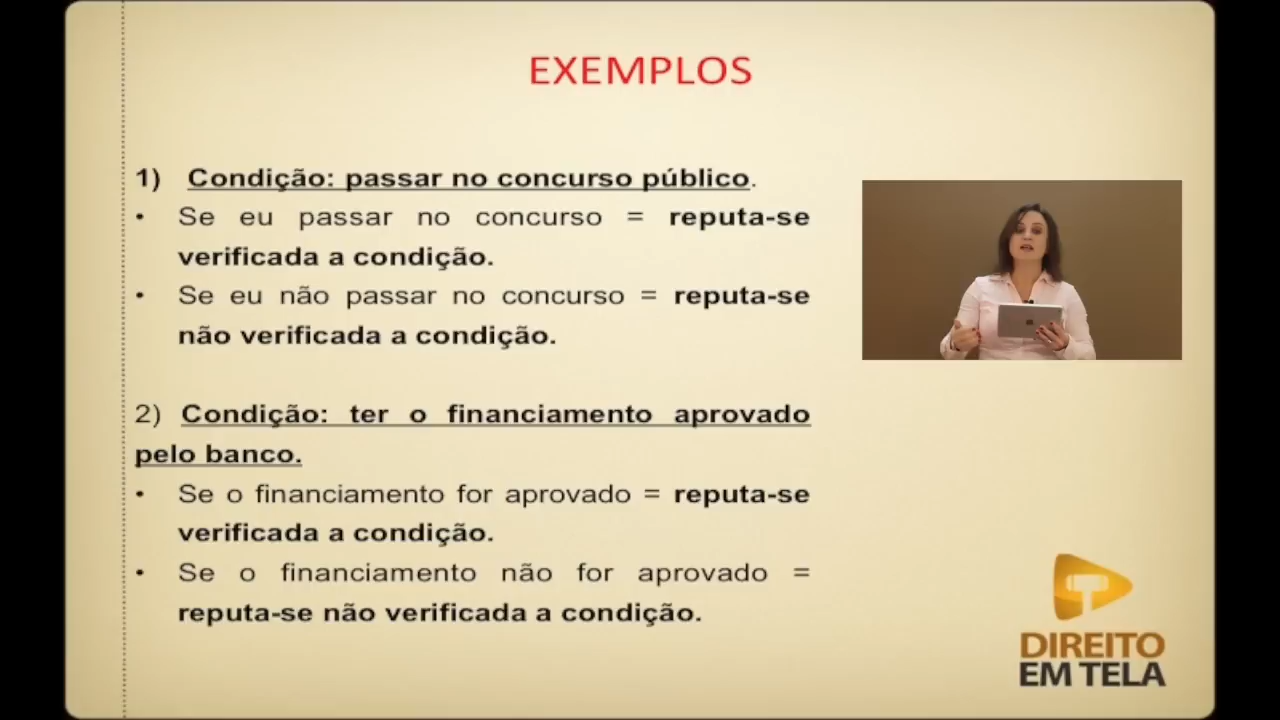 EXEMPLOS
1) Condição: passar no concurso público.
• Se eu passar no concurso = reputa-se
verificada a condição.
• Se eu não passar no concurso = reputa-se
não verificada a condição.
2) Condição: ter o financiamento aprovado
pelo banco.
• Se o financiamento for aprovado = reputa-se
verificada a condição.
• Se o financiamento não for aprovado =
reputa-se não verificada a condição.
DIREITO
EM TELA